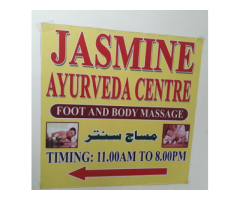 JASMINE
AYURVEDA CENTRE
FOOT AND BODY MASSAGE
مساج سنتر
TIMING: 11.00AM TO 8.00PM